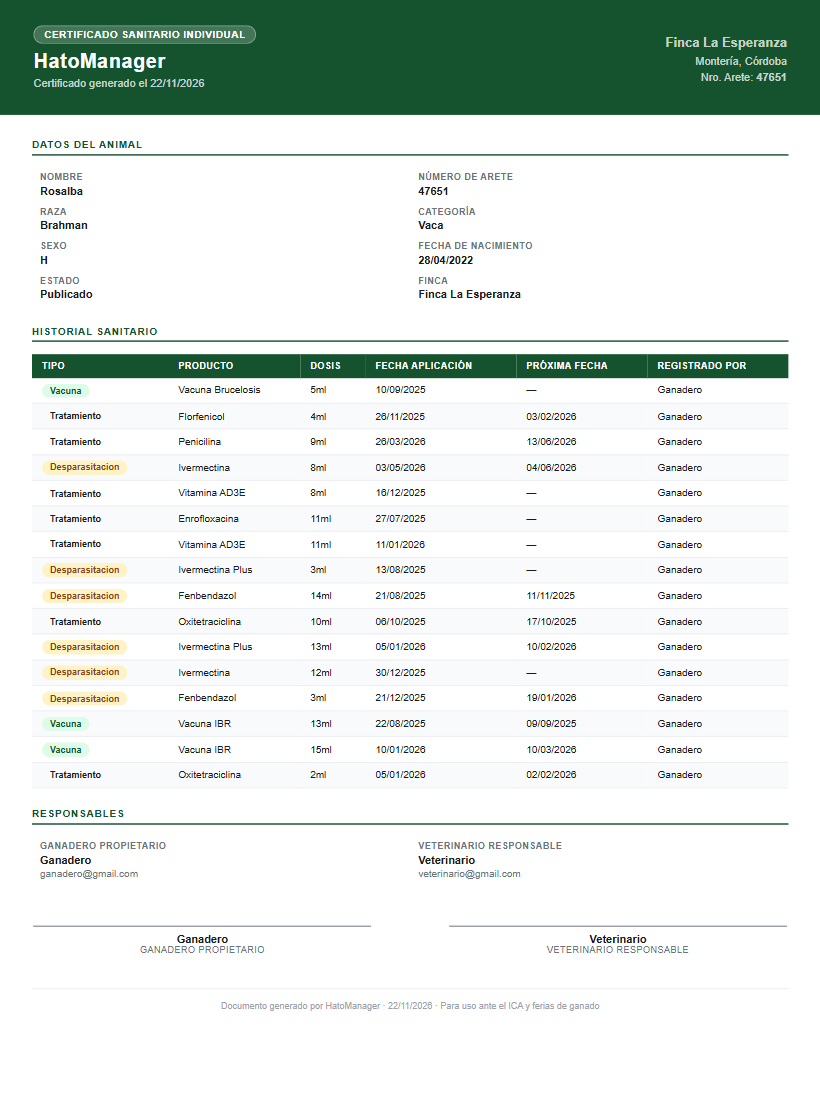 CERTIFICADO SANITARIO INDIVIDUAL
HatoManager
Certificado generado el 22/11/2026
Finca La Esperanza
Montería, Córdoba
Nro. Arete: 47651
DATOS DEL ANIMAL
NOMBRE
Rosalba
NÚMERO DE ARETE
47651
RAZA
Brahman
CATEGORÍA
Vaca
SEXO
H
FECHA DE NACIMIENTO
28/04/2022
ESTADO
Publicado
FINCA
Finca La Esperanza
HISTORIAL SANITARIO
TIPO PRODUCTO DOSIS FECHA APLICACIÓN PRÓXIMA FECHA REGISTRADO POR
Vacuna Vacuna Brucelosis 5ml 10/09/2025 — Ganadero
Tratamiento Florfenicol 4ml 26/11/2025 03/02/2026 Ganadero
Tratamiento Penicilina 9ml 26/03/2026 13/06/2026 Ganadero
Desparasitacion Ivermectina 8ml 03/05/2026 04/06/2026 Ganadero
Tratamiento Vitamina AD3E 8ml 16/12/2025 — Ganadero
Tratamiento Enrofloxacina 11ml 27/07/2025 — Ganadero
Tratamiento Vitamina AD3E 11ml 11/01/2026 — Ganadero
Desparasitacion Ivermectina Plus 3ml 13/08/2025 — Ganadero
Desparasitacion Fenbendazol 14ml 21/08/2025 11/11/2025 Ganadero
Tratamiento Oxitetraciclina 10ml 06/10/2025 17/10/2025 Ganadero
Desparasitacion Ivermectina Plus 13ml 05/01/2026 10/02/2026 Ganadero
Desparasitacion Ivermectina 12ml 30/12/2025 — Ganadero
Desparasitacion Fenbendazol 3ml 21/12/2025 19/01/2026 Ganadero
Vacuna Vacuna IBR 13ml 22/08/2025 09/09/2025 Ganadero
Vacuna Vacuna IBR 15ml 10/01/2026 10/03/2026 Ganadero
Tratamiento Oxitetraciclina 2ml 05/01/2026 02/02/2026 Ganadero
RESPONSABLES
GANADERO PROPIETARIO
Ganadero
ganadero@gmail.com
VETERINARIO RESPONSABLE
Veterinario
veterinario@gmail.com
Ganadero
GANADERO PROPIETARIO
Veterinario
VETERINARIO RESPONSABLE
Documento generado por HatoManager · 22/11/2026 · Para uso ante el ICA y ferias de ganado